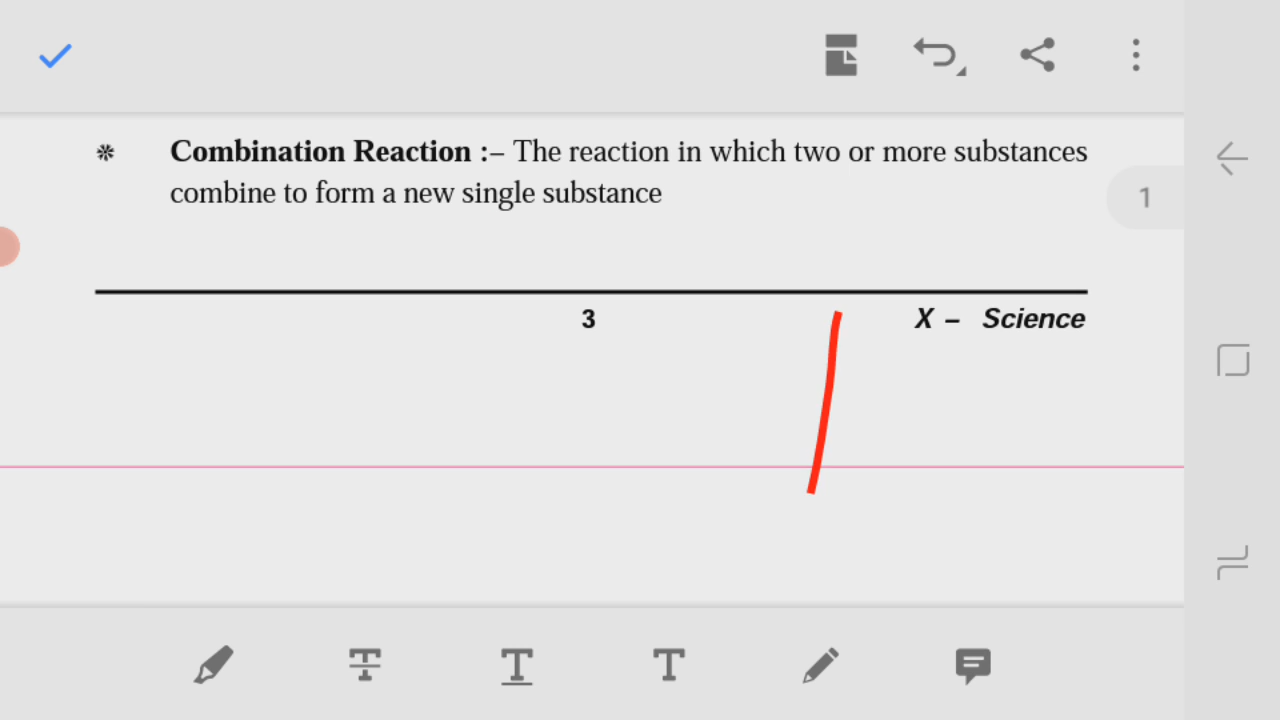 ❋ Combination Reaction :– The reaction in which two or more substances
combine to form a new single substance
1
3 X – Science